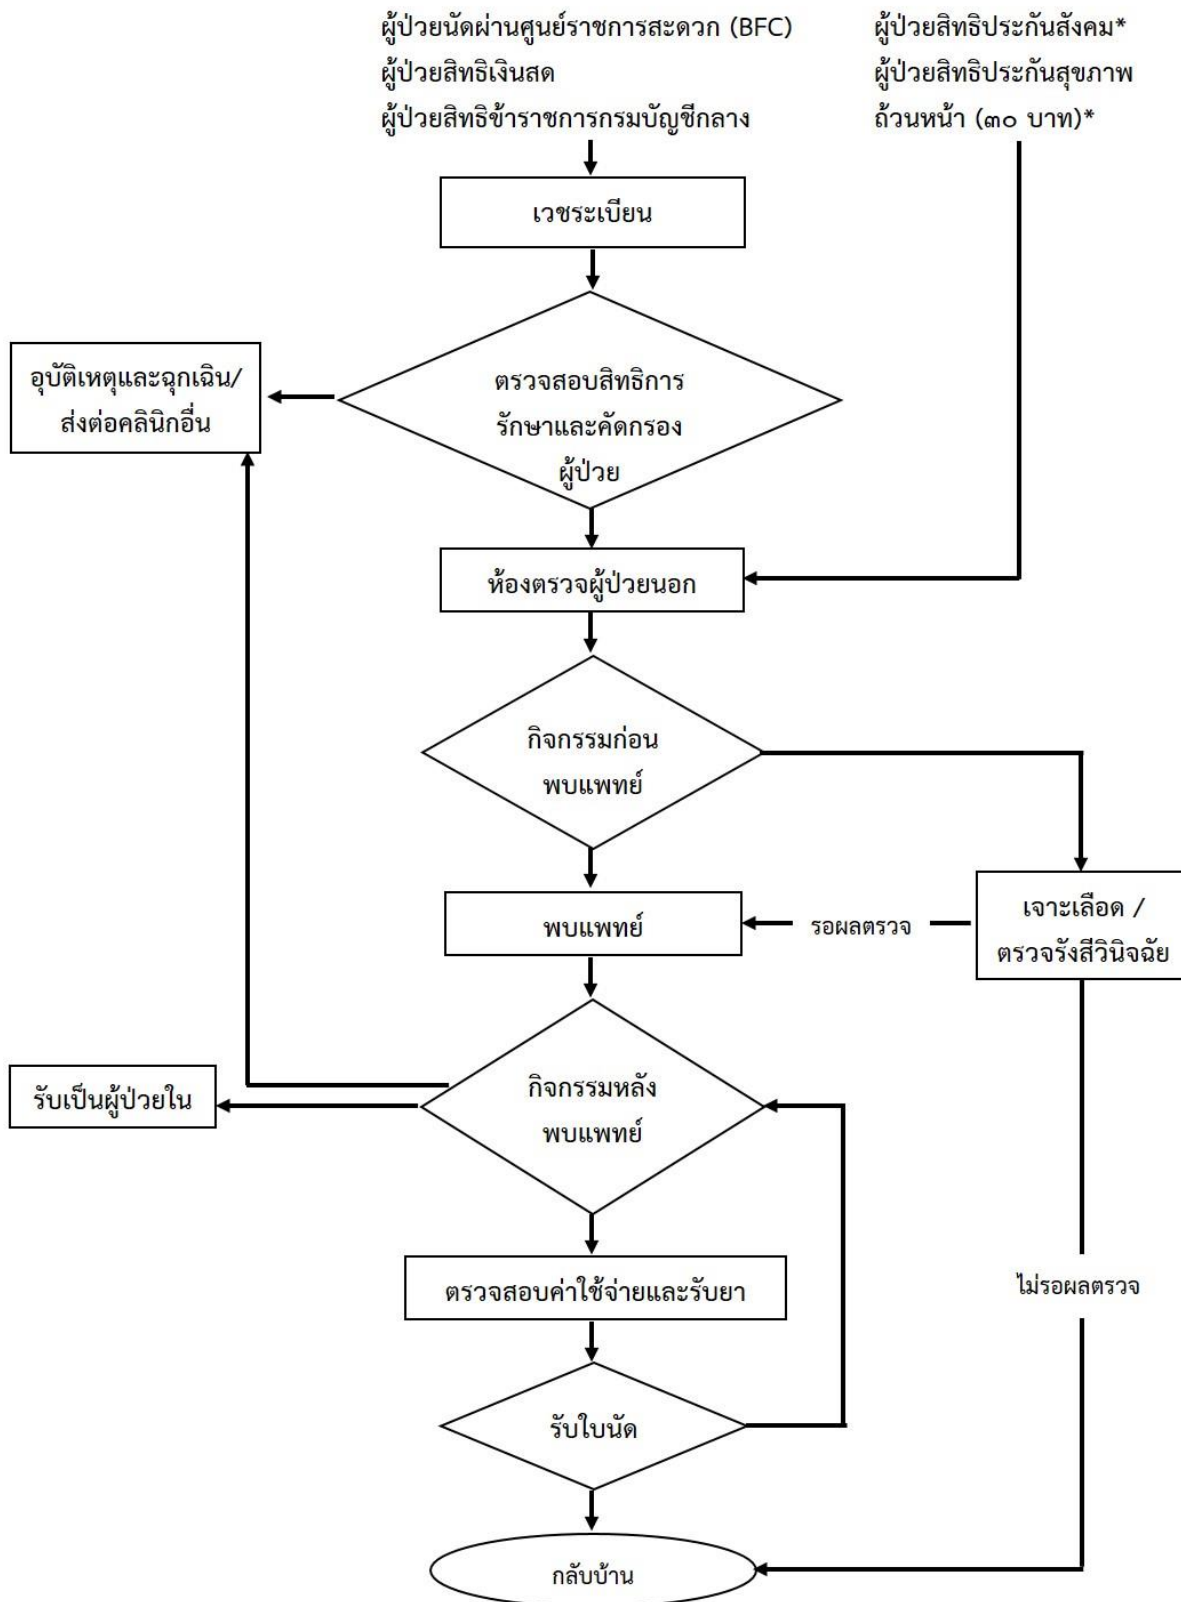 ผู้ป่วยนัดผ่านศูนย์ราชการสะดวก (BFC)
ผู้ป่วยสิทธิเงินสด
ผู้ป่วยสิทธิข้าราชการกรมบัญชีกลาง
ผู้ป่วยสิทธิประกันสังคม*
ผู้ป่วยสิทธิประกันสุขภาพ
ถ้วนหน้า (๓๐ บาท)*
เวชระเบียน
อุบัติเหตุและฉุกเฉิน/
ส่งต่อคลินิกอื่น
ตรวจสอบสิทธิการ
รักษาและคัดกรอง
ผู้ป่วย
ห้องตรวจผู้ป่วยนอก
กิจกรรมก่อน
พบแพทย์
พบแพทย์
รอผลตรวจ
เจาะเลือด /
ตรวจรังสีวินิจฉัย
รับเป็นผู้ป่วยใน
กิจกรรมหลัง
พบแพทย์
ตรวจสอบค่าใช้จ่ายและรับยา
ไม่รอผลตรวจ
รับใบนัด
กลับบ้าน